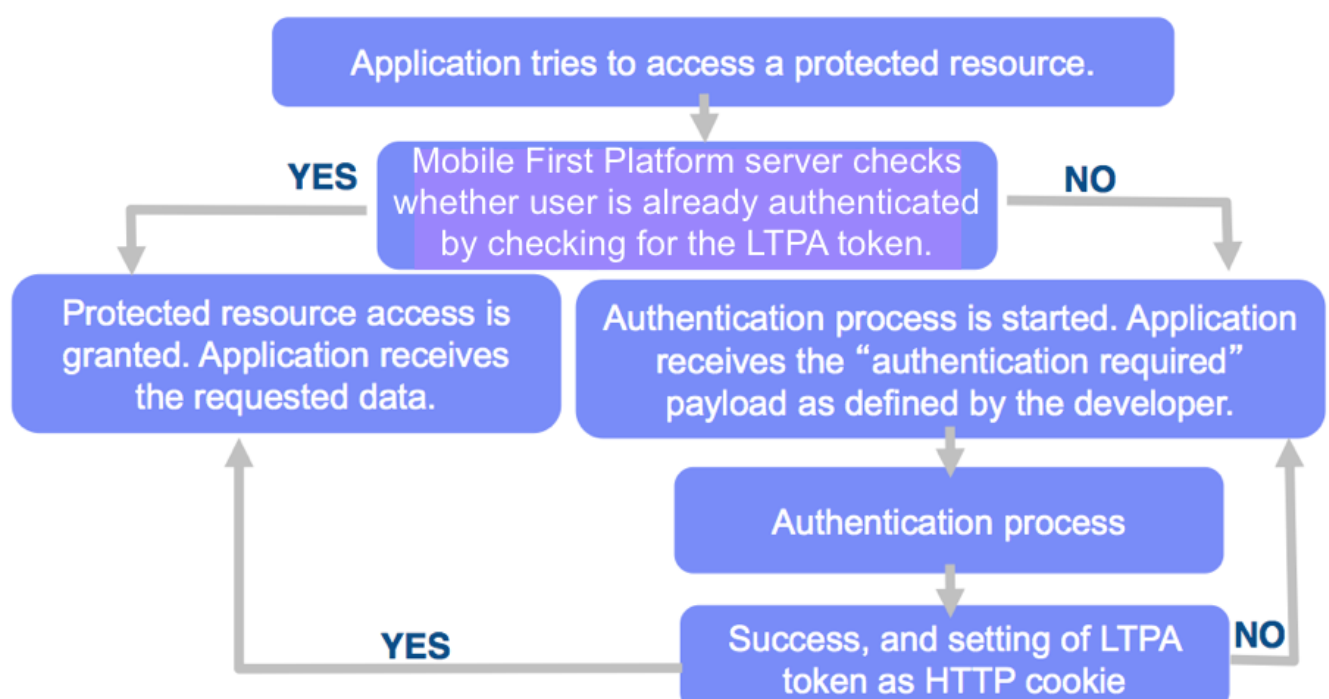 Application tries to access a protected resource.
YES
Mobile First Platform server checks
whether user is already authenticated
by checking for the LTPA token.
NO
Protected resource access is
granted. Application receives
the requested data.
Authentication process is started. Application
receives the “authentication required”
payload as defined by the developer.
Authentication process
YES
Success, and setting of LTPA
token as HTTP cookie
NO